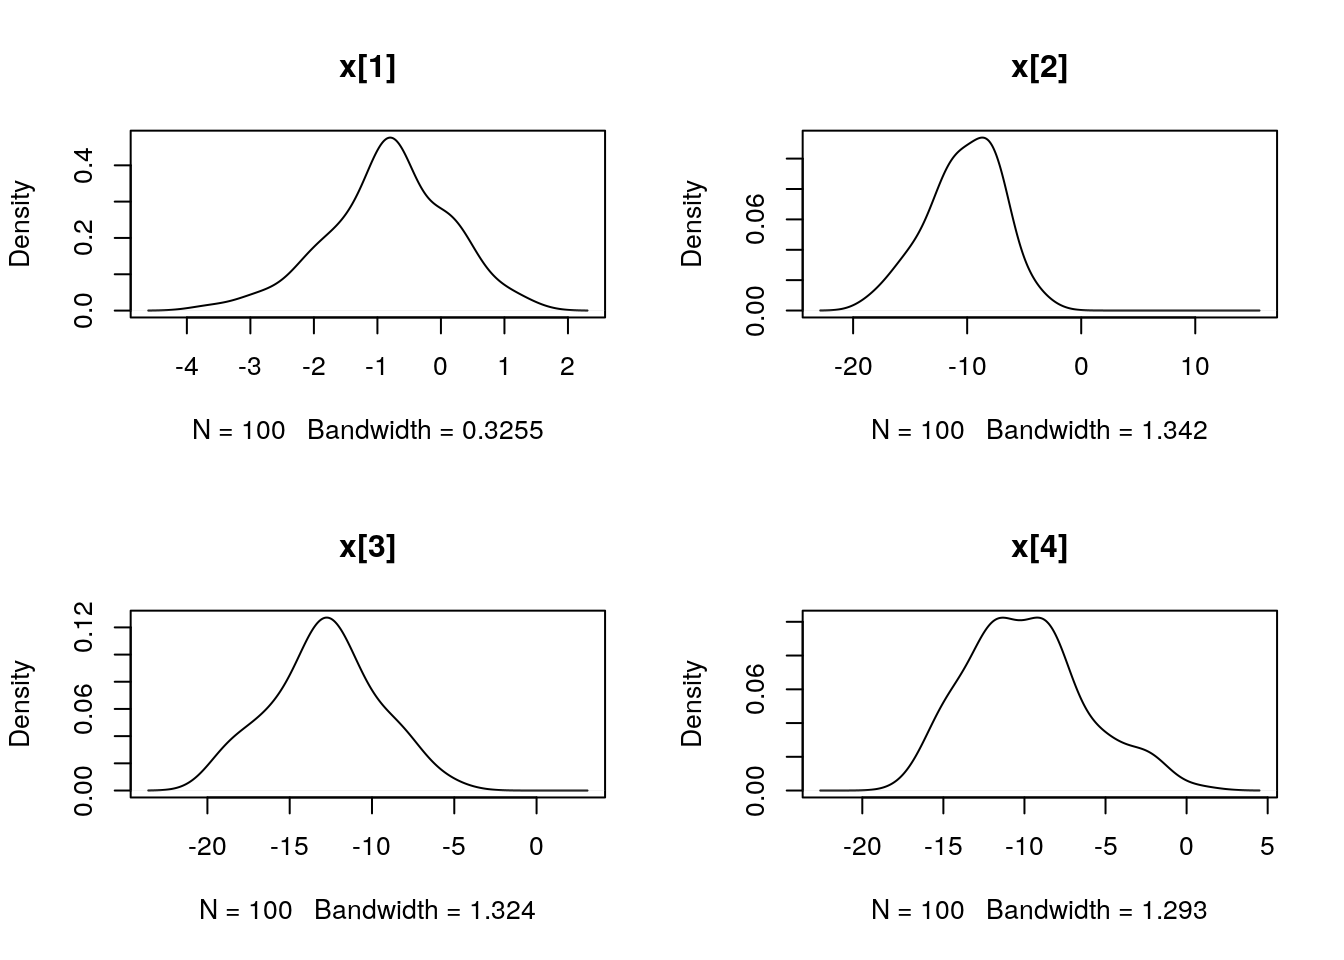 x[1]
Density
0.0 0.2 0.4
-4 -3 -2 -1 0 1 2
N = 100 Bandwidth = 0.3255
x[2]
Density
0.00 0.06
-20 -10 0 10
N = 100 Bandwidth = 1.342
x[3]
Density
0.00 0.06 0.12
-20 -15 -10 -5 0
N = 100 Bandwidth = 1.324
x[4]
Density
0.00 0.06
-20 -15 -10 -5 0 5
N = 100 Bandwidth = 1.293